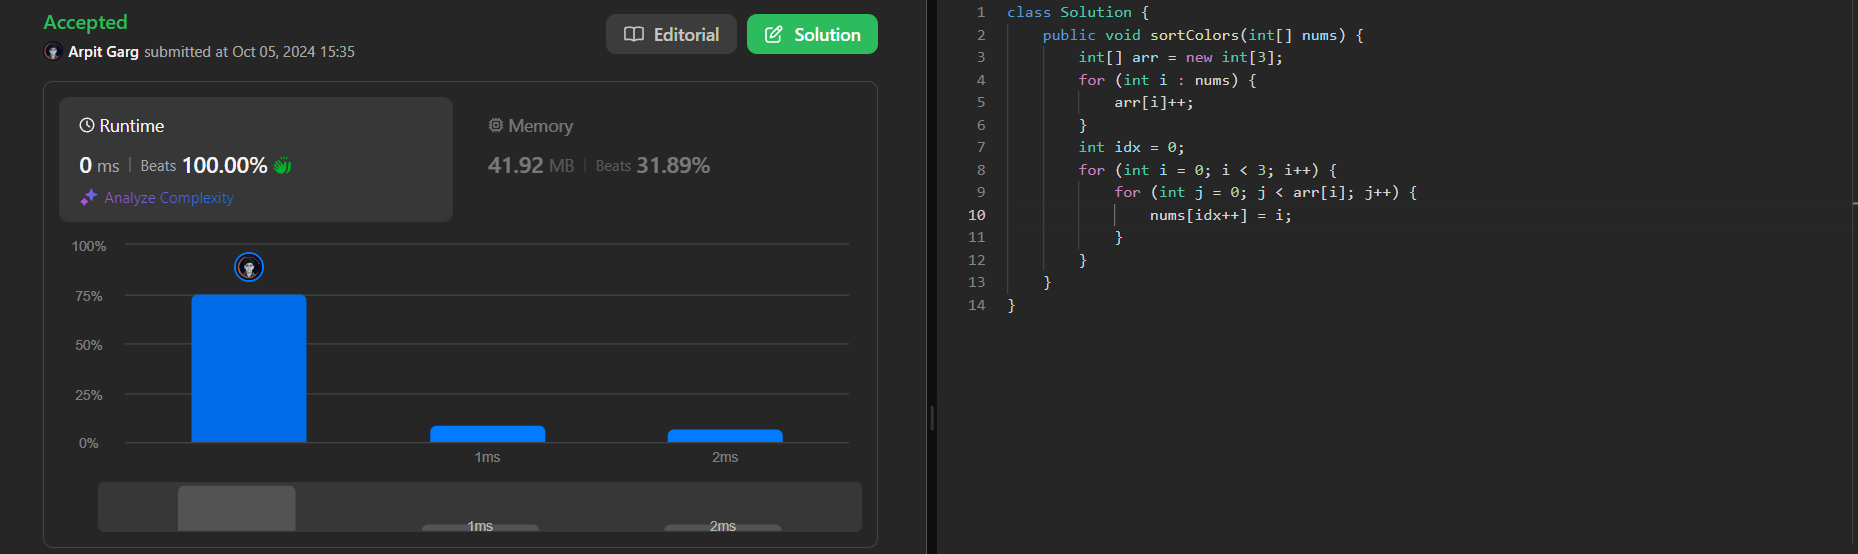 Accepted
Arpit Garg submitted at Oct 05, 2024 15:35
Editorial
Solution
Runtime
0 ms | Beats 100.00%
Analyze Complexity
Memory
41.92 MB | Beats 31.89%
100%
75%
50%
25%
0%
1ms
2ms
1ms
2ms
1 class Solution {
2     public void sortColors(int[] nums) {
3         int[] arr = new int[3];
4         for (int i : nums) {
5             arr[i]++;
6         }
7         int idx = 0;
8         for (int i = 0; i < 3; i++) {
9             for (int j = 0; j < arr[i]; j++) {
10                 nums[idx++] = i;
11             }
12         }
13     }
14 }